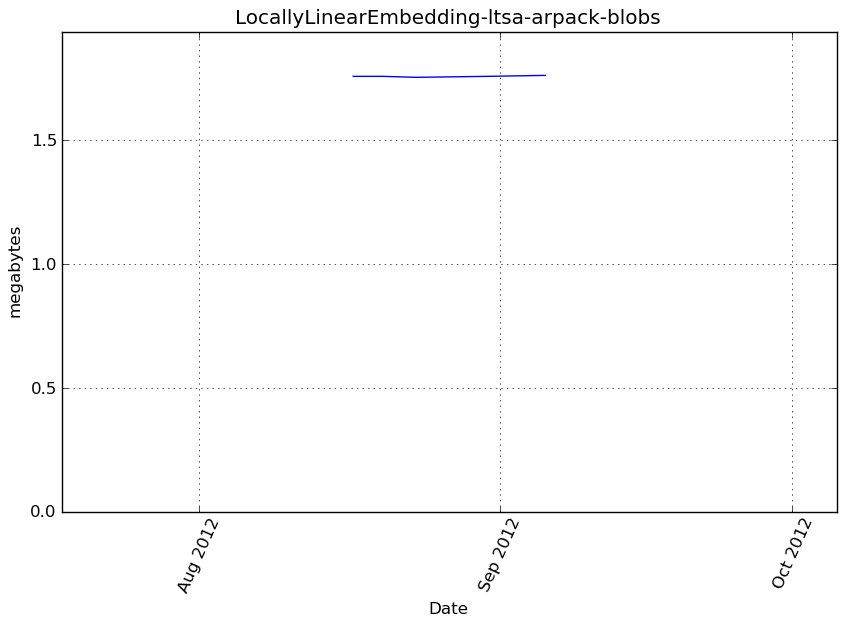 LocallyLinearEmbedding-ltsa-arpack-blobs
megabytes
1.5
1.0
0.5
0.0
Aug 2012
Sep 2012
Oct 2012
Date